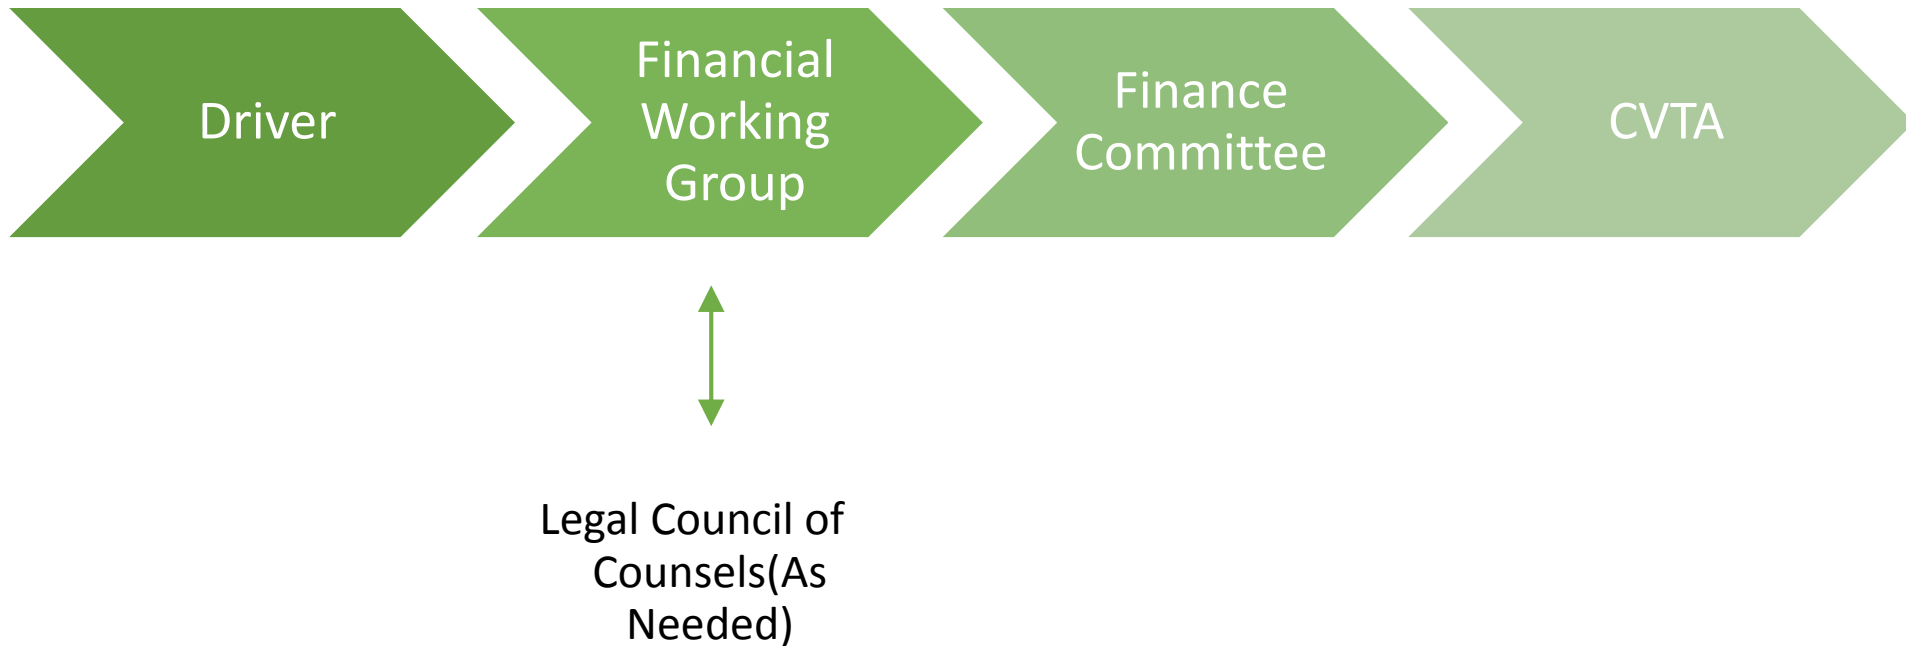 Driver
Financial
Working
Group
Finance
Committee
CVTA
Legal Council of
Counsels(As
Needed)